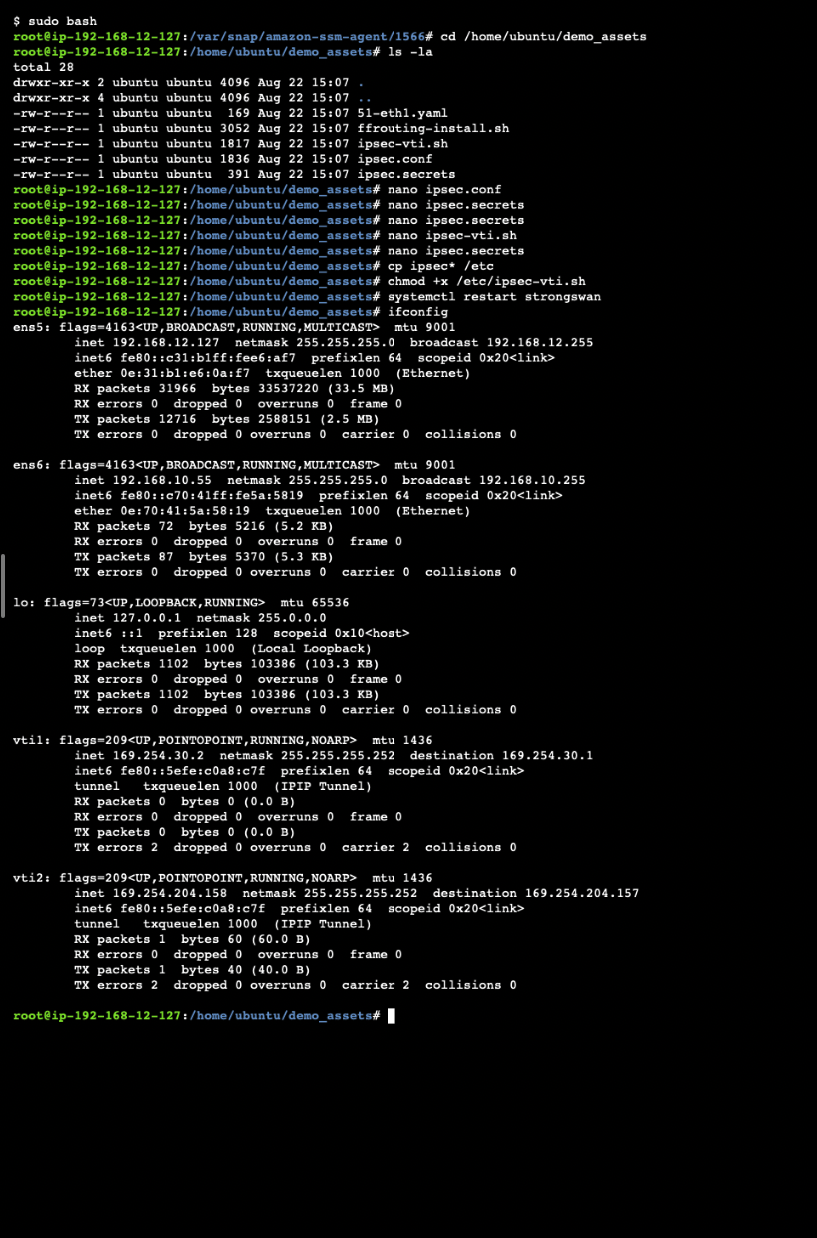 $ sudo bash
root@ip-192-168-12-127:/var/snap/amazon-ssm-agent/1566# cd /home/ubuntu/demo_assets
root@ip-192-168-12-127:/home/ubuntu/demo_assets# ls -la
total 28
drwxr-xr-x 2 ubuntu ubuntu 4096 Aug 22 15:07 .
drwxr-xr-x 4 ubuntu ubuntu 4096 Aug 22 15:07 ..
-rw-r--r-- 1 ubuntu ubuntu  169 Aug 22 15:07 51-eth1.yaml
-rw-r--r-- 1 ubuntu ubuntu 3052 Aug 22 15:07 ffrouting-install.sh
-rw-r--r-- 1 ubuntu ubuntu 1817 Aug 22 15:07 ipsec-vti.sh
-rw-r--r-- 1 ubuntu ubuntu 1836 Aug 22 15:07 ipsec.conf
-rw-r--r-- 1 ubuntu ubuntu  391 Aug 22 15:07 ipsec.secrets
root@ip-192-168-12-127:/home/ubuntu/demo_assets# nano ipsec.conf
root@ip-192-168-12-127:/home/ubuntu/demo_assets# nano ipsec.secrets
root@ip-192-168-12-127:/home/ubuntu/demo_assets# nano ipsec.secrets
root@ip-192-168-12-127:/home/ubuntu/demo_assets# nano ipsec-vti.sh
root@ip-192-168-12-127:/home/ubuntu/demo_assets# nano ipsec.secrets
root@ip-192-168-12-127:/home/ubuntu/demo_assets# cp ipsec* /etc
root@ip-192-168-12-127:/home/ubuntu/demo_assets# chmod +x /etc/ipsec-vti.sh
root@ip-192-168-12-127:/home/ubuntu/demo_assets# systemctl restart strongswan
root@ip-192-168-12-127:/home/ubuntu/demo_assets# ifconfig
ens5: flags=4163<UP,BROADCAST,RUNNING,MULTICAST>  mtu 9001
        inet 192.168.12.127  netmask 255.255.255.0  broadcast 192.168.12.255
        inet6 fe80::c31:b1ff:fee6:af7  prefixlen 64  scopeid 0x20<link>
        ether 0e:31:b1:e6:0a:f7  txqueuelen 1000  (Ethernet)
        RX packets 31966  bytes 33537220 (33.5 MB)
        RX errors 0  dropped 0  overruns 0  frame 0
        TX packets 12716  bytes 2588151 (2.5 MB)
        TX errors 0  dropped 0 overruns 0  carrier 0  collisions 0

ens6: flags=4163<UP,BROADCAST,RUNNING,MULTICAST>  mtu 9001
        inet 192.168.10.55  netmask 255.255.255.0  broadcast 192.168.10.255
        inet6 fe80::c70:41ff:fe5a:5819  prefixlen 64  scopeid 0x20<link>
        ether 0e:70:41:5a:58:19  txqueuelen 1000  (Ethernet)
        RX packets 72  bytes 5216 (5.2 KB)
        RX errors 0  dropped 0  overruns 0  frame 0
        TX packets 87  bytes 5370 (5.3 KB)
        TX errors 0  dropped 0 overruns 0  carrier 0  collisions 0

lo: flags=73<UP,LOOPBACK,RUNNING>  mtu 65536
        inet 127.0.0.1  netmask 255.0.0.0
        inet6 ::1  prefixlen 128  scopeid 0x10<host>
        loop  txqueuelen 1000  (Local Loopback)
        RX packets 1102  bytes 103386 (103.3 KB)
        RX errors 0  dropped 0  overruns 0  frame 0
        TX packets 1102  bytes 103386 (103.3 KB)
        TX errors 0  dropped 0 overruns 0  carrier 0  collisions 0

vti1: flags=209<UP,POINTOPOINT,RUNNING,NOARP>  mtu 1436
        inet 169.254.30.2  netmask 255.255.255.252  destination 169.254.30.1
        inet6 fe80::5efe:c0a8:c7f  prefixlen 64  scopeid 0x20<link>
        tunnel   txqueuelen 1000  (IPIP Tunnel)
        RX packets 0  bytes 0 (0.0 B)
        RX errors 0  dropped 0  overruns 0  frame 0
        TX packets 0  bytes 0 (0.0 B)
        TX errors 2  dropped 0 overruns 0  carrier 2  collisions 0

vti2: flags=209<UP,POINTOPOINT,RUNNING,NOARP>  mtu 1436
        inet 169.254.204.158  netmask 255.255.255.252  destination 169.254.204.157
        inet6 fe80::5efe:c0a8:c7f  prefixlen 64  scopeid 0x20<link>
        tunnel   txqueuelen 1000  (IPIP Tunnel)
        RX packets 1  bytes 60 (60.0 B)
        RX errors 0  dropped 0  overruns 0  frame 0
        TX packets 1  bytes 40 (40.0 B)
        TX errors 2  dropped 0 overruns 0  carrier 2  collisions 0

root@ip-192-168-12-127:/home/ubuntu/demo_assets#